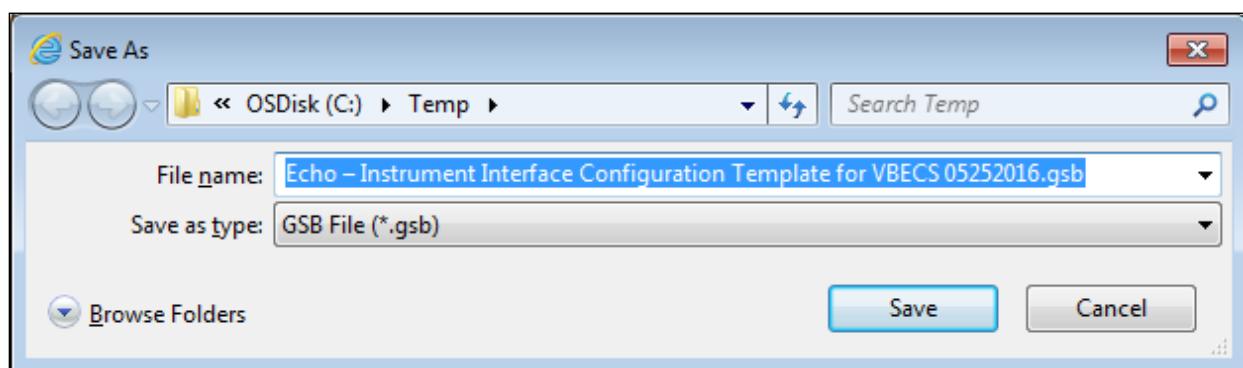 Save As
« OSDisk (C:) Temp Search Temp
File name: Echo – Instrument Interface Configuration Template for VBECS 05252016.gsb
Save as type: GSB File (*.gsb)
Browse Folders Save Cancel